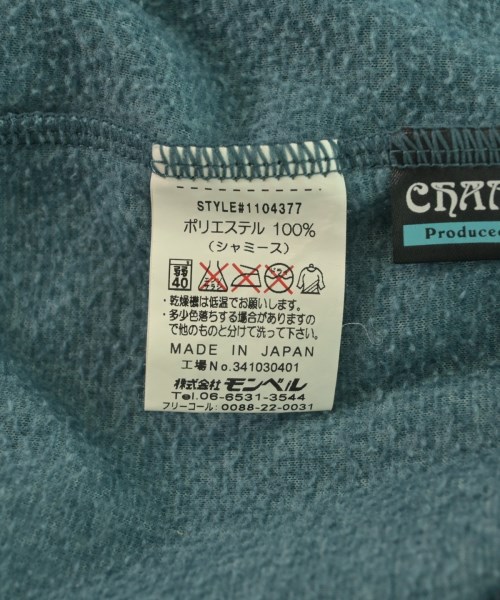 STYLE#1104377
ポリエステル 100%
(シャミース)
40
・乾燥機は低温でお願いします。
・多少色落ちする場合がありますの
で他のものと分けて洗って下さい。
MADE IN JAPAN
工場No.341030401
株式会社モンベル
Tel.06-6531-3544
フリーコール:0088-22-0031
Produced